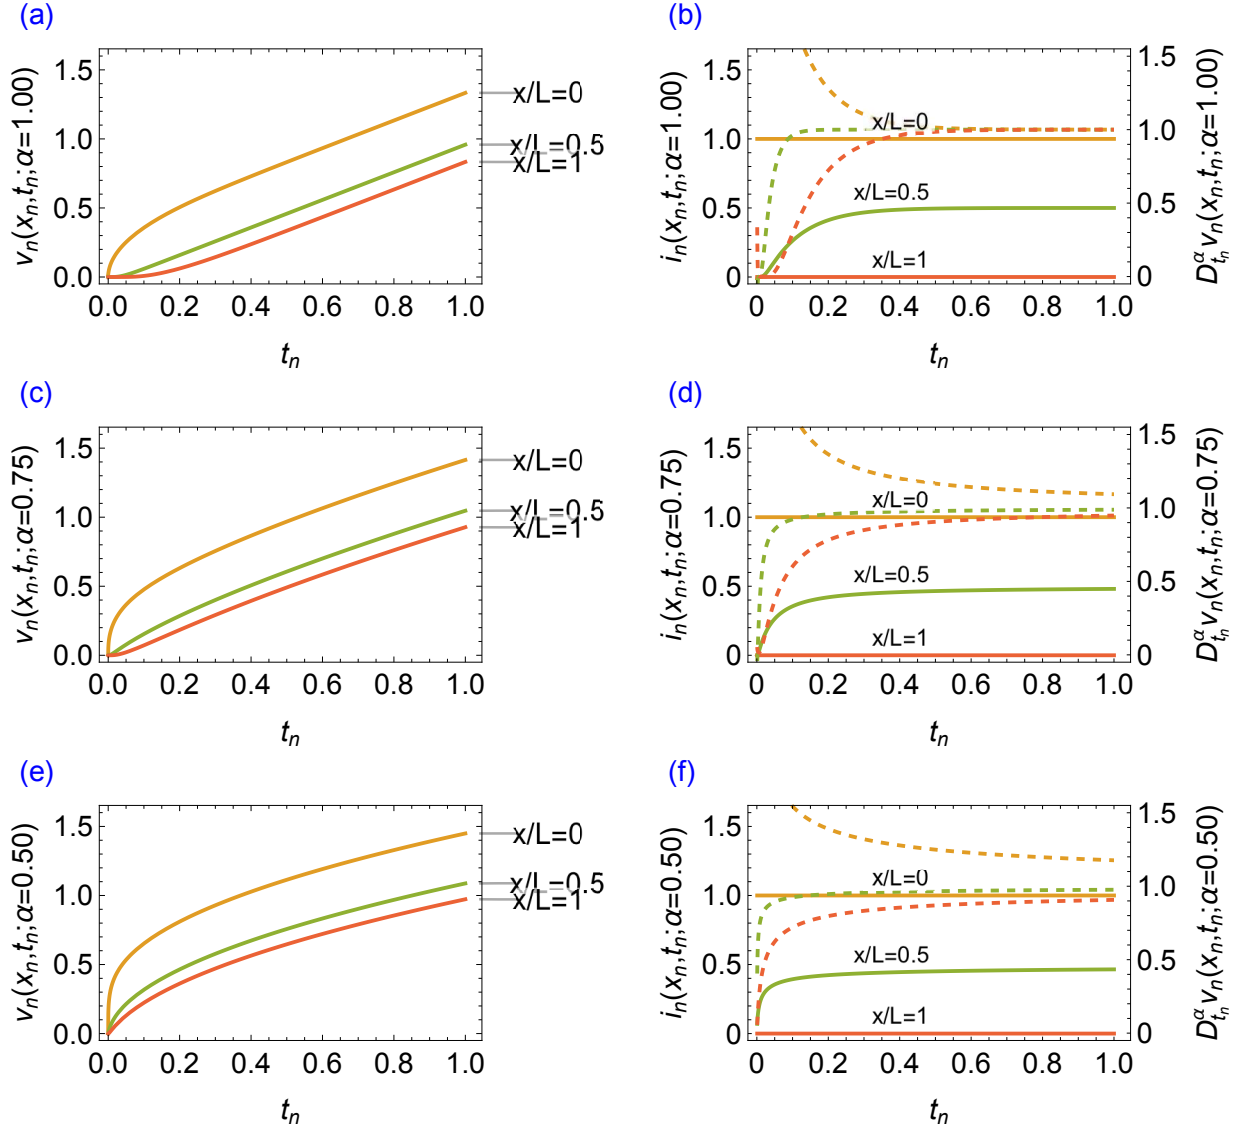 (a)
v_n(x_n,t_n;α=1.00)
1.5
1.0
0.5
0.0
0.0 0.2 0.4 0.6 0.8 1.0
t_n
x/L=0
x/L=0.5
x/L=1
(b)
i_n(x_n,t_n;α=1.00)
1.5
1.0
0.5
0
x/L=0
x/L=0.5
x/L=1
0 0.2 0.4 0.6 0.8 1.0
t_n
1.5
1.0
0.5
0
D_{t_n}^α v_n(x_n,t_n;α=1.00)
(c)
v_n(x_n,t_n;α=0.75)
1.5
1.0
0.5
0.0
0.0 0.2 0.4 0.6 0.8 1.0
t_n
x/L=0
x/L=0.5
x/L=1
(d)
i_n(x_n,t_n;α=0.75)
1.5
1.0
0.5
0
x/L=0
x/L=0.5
x/L=1
0 0.2 0.4 0.6 0.8 1.0
t_n
1.5
1.0
0.5
0
D_{t_n}^α v_n(x_n,t_n;α=0.75)
(e)
v_n(x_n,t_n;α=0.50)
1.5
1.0
0.5
0.0
0.0 0.2 0.4 0.6 0.8 1.0
t_n
x/L=0
x/L=0.5
x/L=1
(f)
i_n(x_n,t_n;α=0.50)
1.5
1.0
0.5
0
x/L=0
x/L=0.5
x/L=1
0 0.2 0.4 0.6 0.8 1.0
t_n
1.5
1.0
0.5
0
D_{t_n}^α v_n(x_n,t_n;α=0.50)